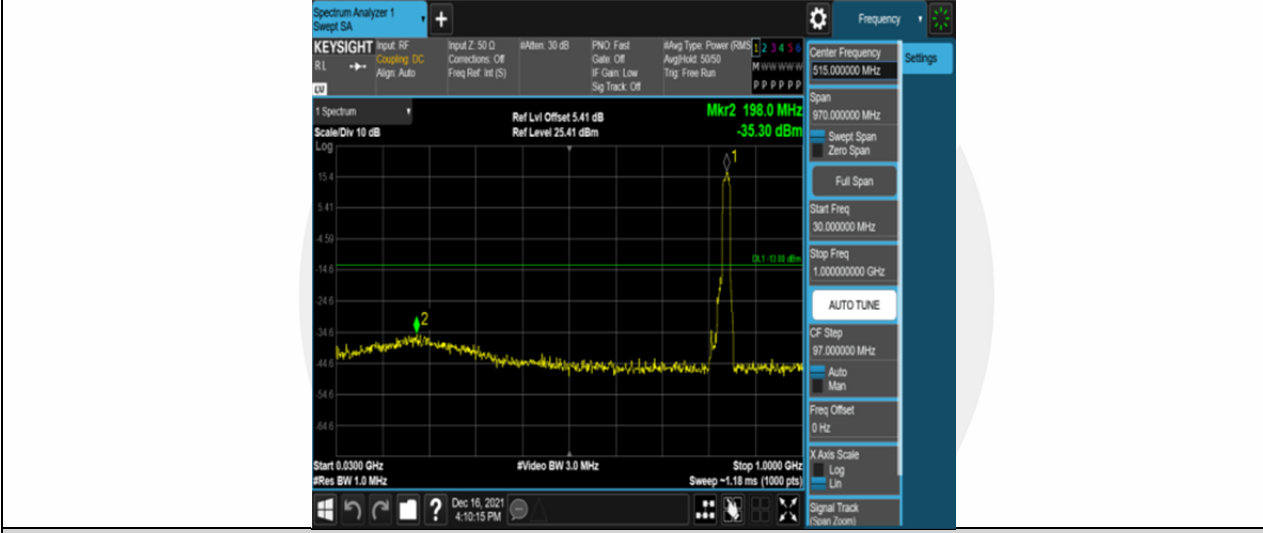 Spectrum Analyzer 1
Swept SA
+
Frequency
KEYSIGHT
RL
LXI
Input: RF
Coupling: DC
Align: Auto
Input Z: 50 Ω
Corrections: Off
Freq Ref: Int (S)
#Atten: 30 dB
PNO: Fast
Gate: Off
IF Gain: Low
Sig Track: Off
#Avg Type: Power (RMS
Avg|Hold: 50/50
Trig: Free Run
1 2 3 4 5 6
M W W W W W
P P P P P P
Center Frequency
515.000000 MHz
Settings
Span
970.000000 MHz
Swept Span
Zero Span
Full Span
Start Freq
30.000000 MHz
Stop Freq
1.000000000 GHz
AUTO TUNE
CF Step
97.000000 MHz
Auto
Man
Freq Offset
0 Hz
X Axis Scale
Log
Lin
Signal Track
(Span Zoom)
1 Spectrum
Scale/Div 10 dB
Ref Lvl Offset 5.41 dB
Ref Level 25.41 dBm
Mkr2 198.0 MHz
-35.30 dBm
Log
1
15.4
5.41
-4.59
DL1 -13.00 dBm
-14.6
-24.6
2
-34.6
-44.6
-54.6
-64.6
Start 0.0300 GHz
#Video BW 3.0 MHz
Stop 1.0000 GHz
#Res BW 1.0 MHz
Sweep ~1.18 ms (1000 pts)
?
Dec 16, 2021
4:10:15 PM